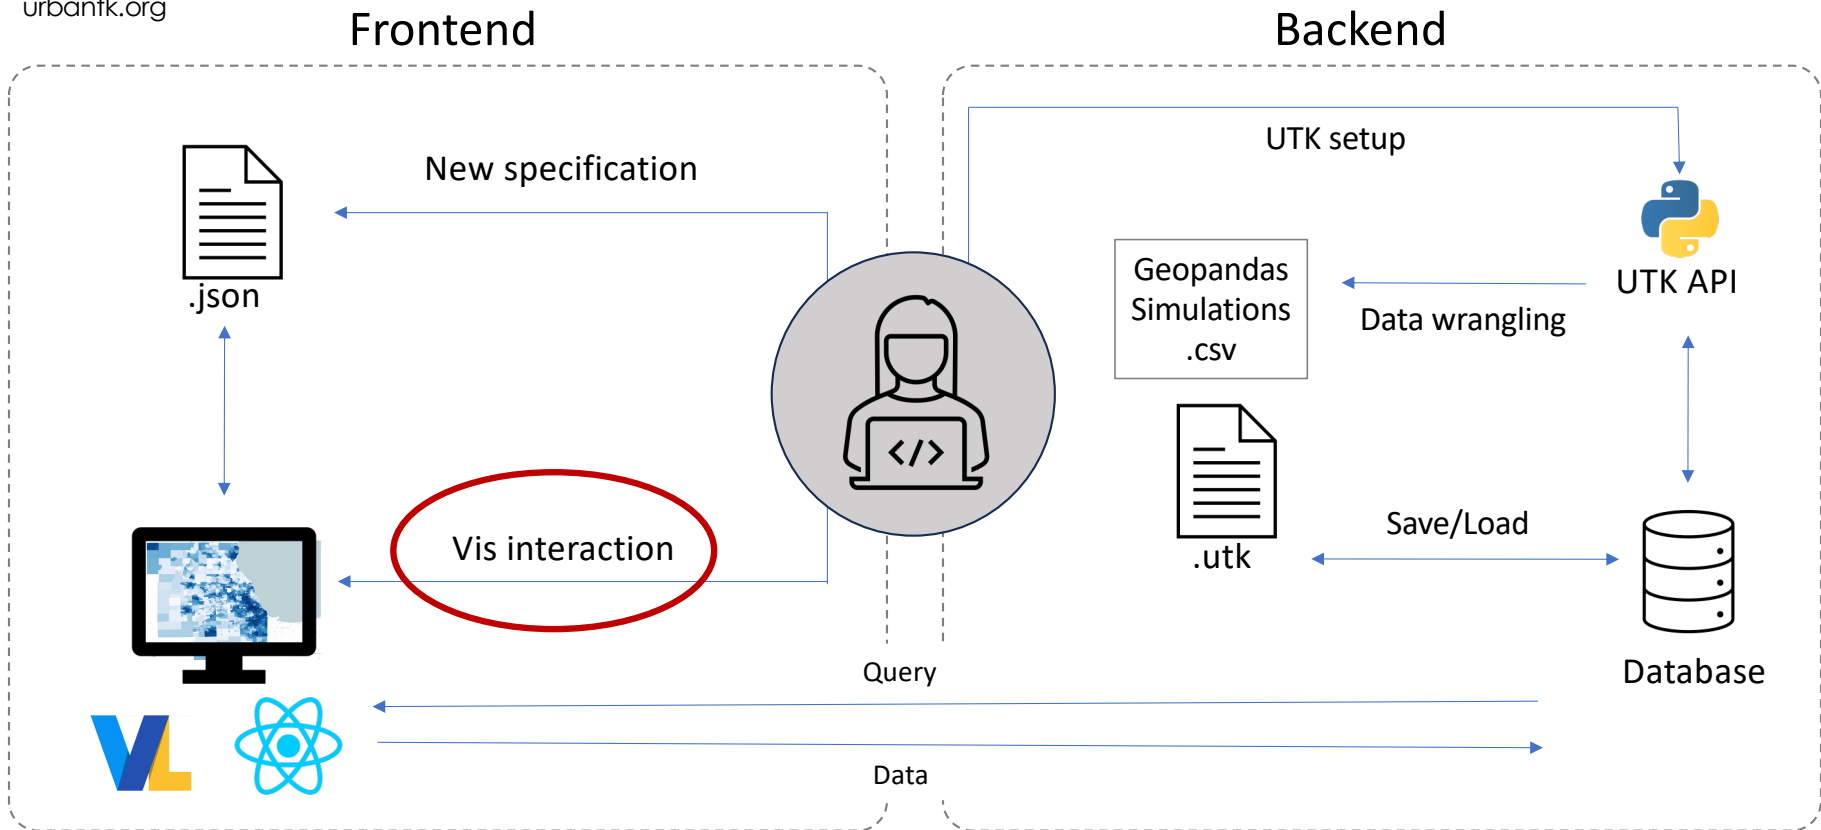 urbantk.org
Frontend
Backend
UTK setup
New specification
.json
Geopandas
Simulations
.csv
UTK API
Data wrangling
</>
Vis interaction
Save/Load
.utk
Query
Database
VL
Data